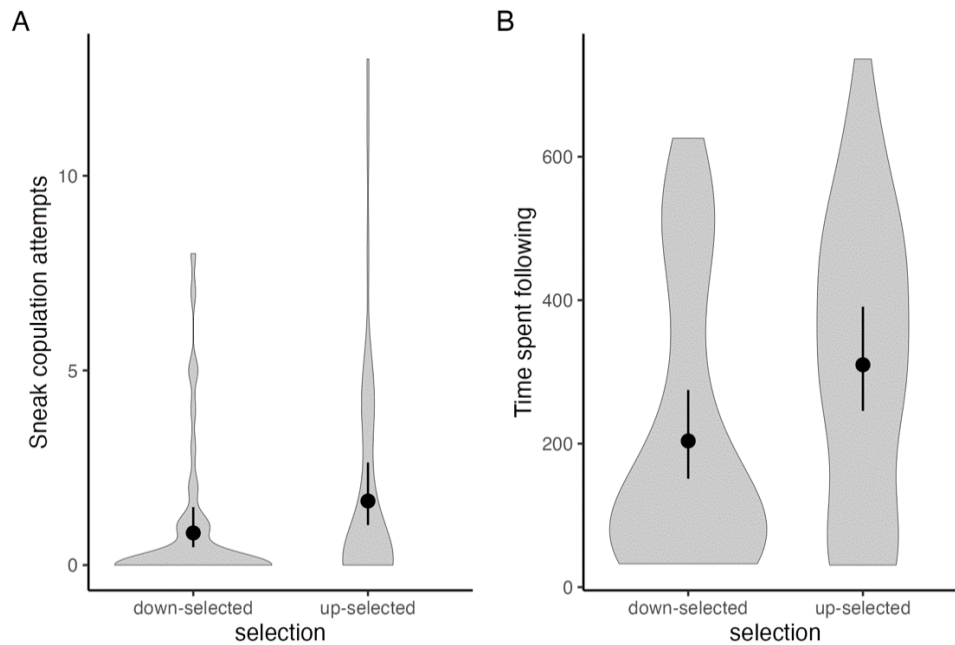 A
Sneak copulation attempts
10
5
0
down-selected up-selected
selection
B
Time spent following
600
400
200
0
down-selected up-selected
selection